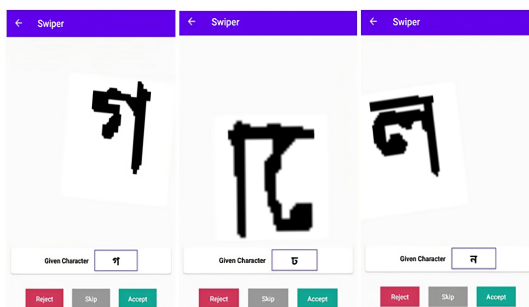 ← Swiper
গ
Given Character গ
Reject Skip Accept
← Swiper
Given Character
Reject Skip Accept
← Swiper
ন
Given Character ন
Reject Skip Accept